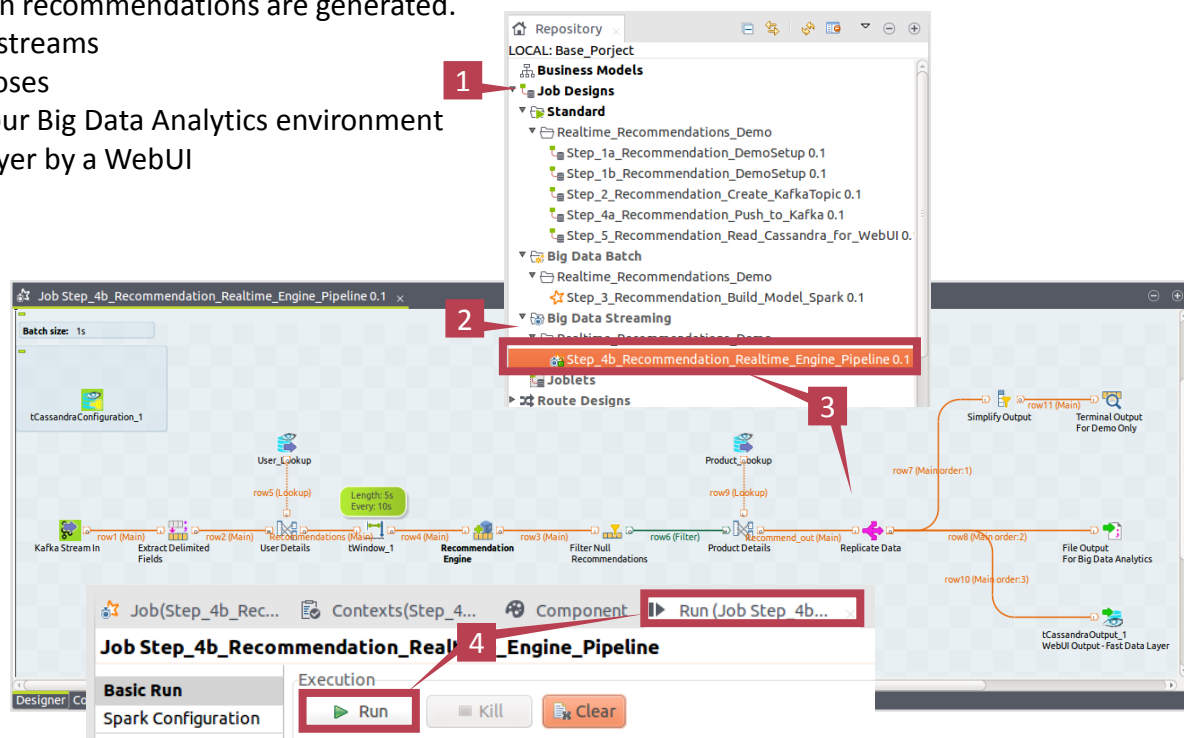 n recommendations are generated.
streams
oses
our Big Data Analytics environment
yer by a WebUI
Repository
LOCAL: Base_Porject
Business Models
1
Job Designs
Standard
Realtime_Recommendations_Demo
Step_1a_Recommendation_DemoSetup 0.1
Step_1b_Recommendation_DemoSetup 0.1
Step_2_Recommendation_Create_KafkaTopic 0.1
Step_4a_Recommendation_Push_to_Kafka 0.1
Step_5_Recommendation_Read_Cassandra_for_WebUI 0.
Big Data Batch
Realtime_Recommendations_Demo
Step_3_Recommendation_Build_Model_Spark 0.1
2
Big Data Streaming
Realtime_Recommendations_Demo
Step_4b_Recommendation_Realtime_Engine_Pipeline 0.1
Joblets
Route Designs
3
Job Step_4b_Recommendation_Realtime_Engine_Pipeline 0.1
Batch size: 1s
tCassandraConfiguration_1
User_Lookup
row5 (Lookup)
Length: 5s
Every: 10s
Product_Lookup
row9 (Lookup)
row7 (Main order:1)
Simplify Output
row11 (Main)
Terminal Output
For Demo Only
Kafka Stream In
row1 (Main)
Extract Delimited
Fields
row2 (Main)
User Details
Recommendations (Main)
tWindow_1
row4 (Main)
Recommendation
Engine
row3 (Main)
Filter Null
Recommendations
row6 (Filter)
Product Details
Recommend_out (Main)
Replicate Data
row8 (Main order:2)
File Output
For Big Data Analytics
row10 (Main order:3)
tCassandraOutput_1
WebUI Output - Fast Data Layer
Designer
Job(Step_4b_Rec...
Contexts(Step_4...
Component
Run (Job Step_4b...
Job Step_4b_Recommendation_Realtime_Engine_Pipeline
4
Basic Run
Spark Configuration
Execution
Run
Kill
Clear